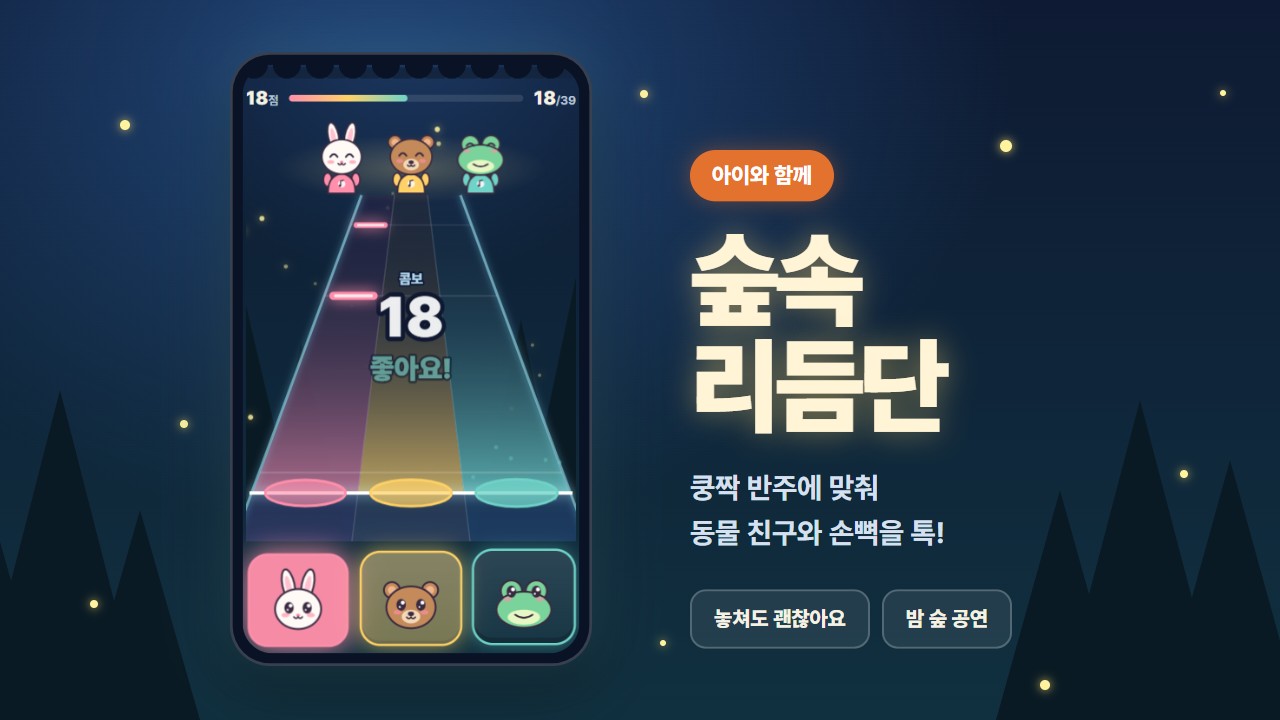 18점
18/39
콤보
18
좋아요!
아이와 함께
숲속
리듬단
쿵짝 반주에 맞춰
동물 친구와 손뼉을 톡!
놓쳐도 괜찮아요
밤 숲 공연